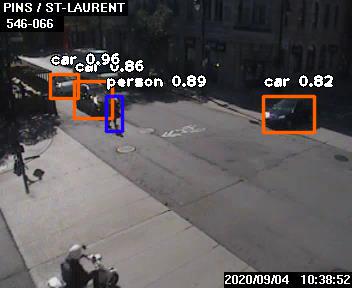 PINS / ST-LAURENT
546-066
car 0.96
car 0.86
person 0.89
car 0.82
2020/09/04 10:38:52